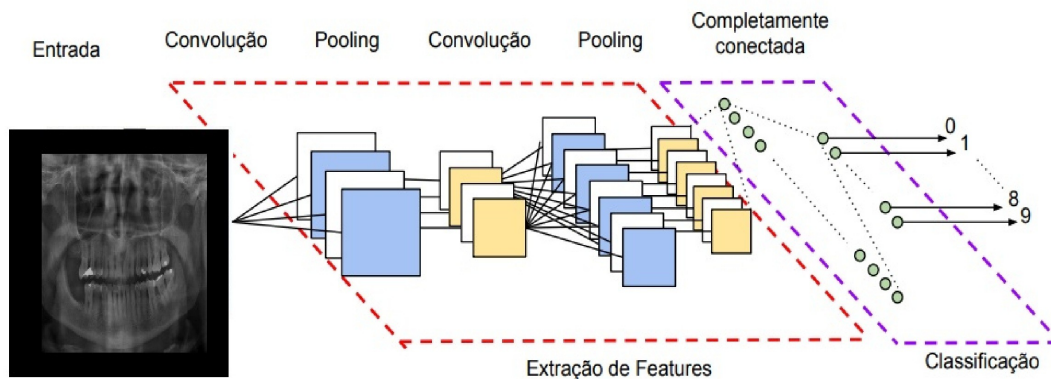 Entrada
Convolução
Pooling
Convolução
Pooling
Completamente
conectada
0
1
8
9
Extração de Features
Classificação